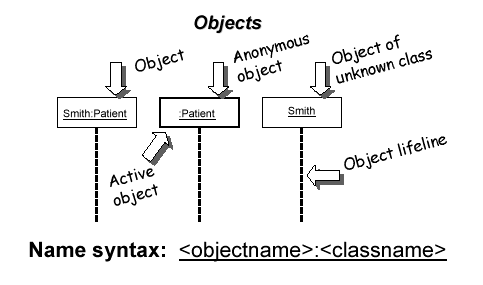 Objects
Object
Anonymous
object
Object of
unknown class
Smith:Patient
:Patient
Smith
Active
object
Object lifeline
Name syntax: <objectname>:<classname>